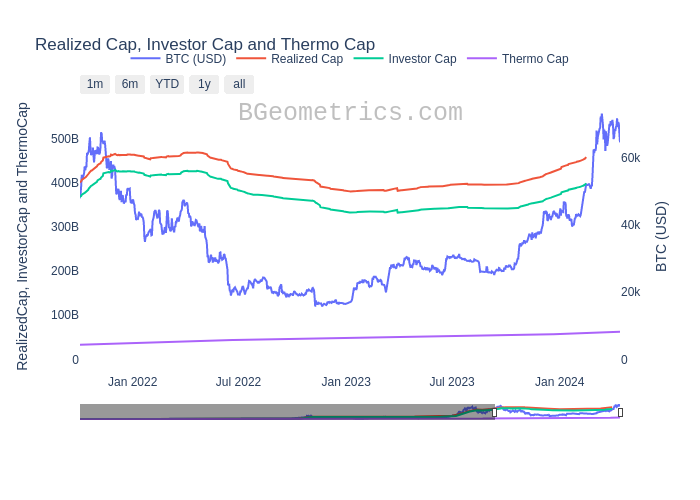 Realized Cap, Investor Cap and Thermo Cap
BTC (USD) Realized Cap Investor Cap Thermo Cap
1m 6m YTD 1y all
BGeometrics.com
RealizedCap, InvestorCap and ThermoCap
500B
400B
300B
200B
100B
0
60k
40k
20k
0
BTC (USD)
Jan 2022 Jul 2022 Jan 2023 Jul 2023 Jan 2024